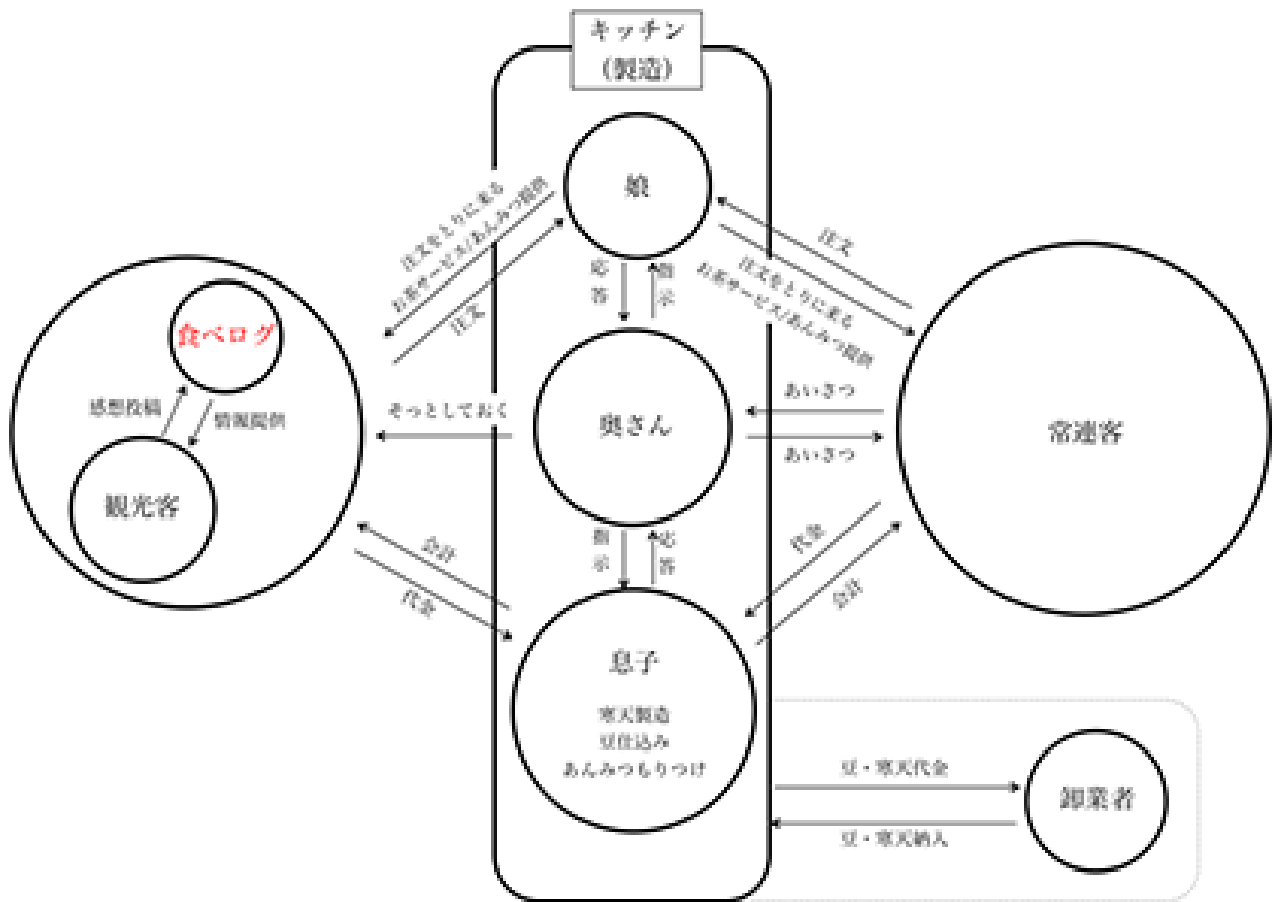 キッチン
(製造)
娘
注文をとりに来る
お茶サービス/あんみつ提供
注文
注文
注文をとりに来る
お茶サービス/あんみつ提供
応答
指示
食べログ
感想投稿
情報提供
観光客
そっとしておく
奥さん
あいさつ
あいさつ
常連客
指示
応答
会計
代金
代金
会計
息子
寒天製造
豆仕込み
あんみつもりつけ
豆・寒天代金
豆・寒天納入
卸業者